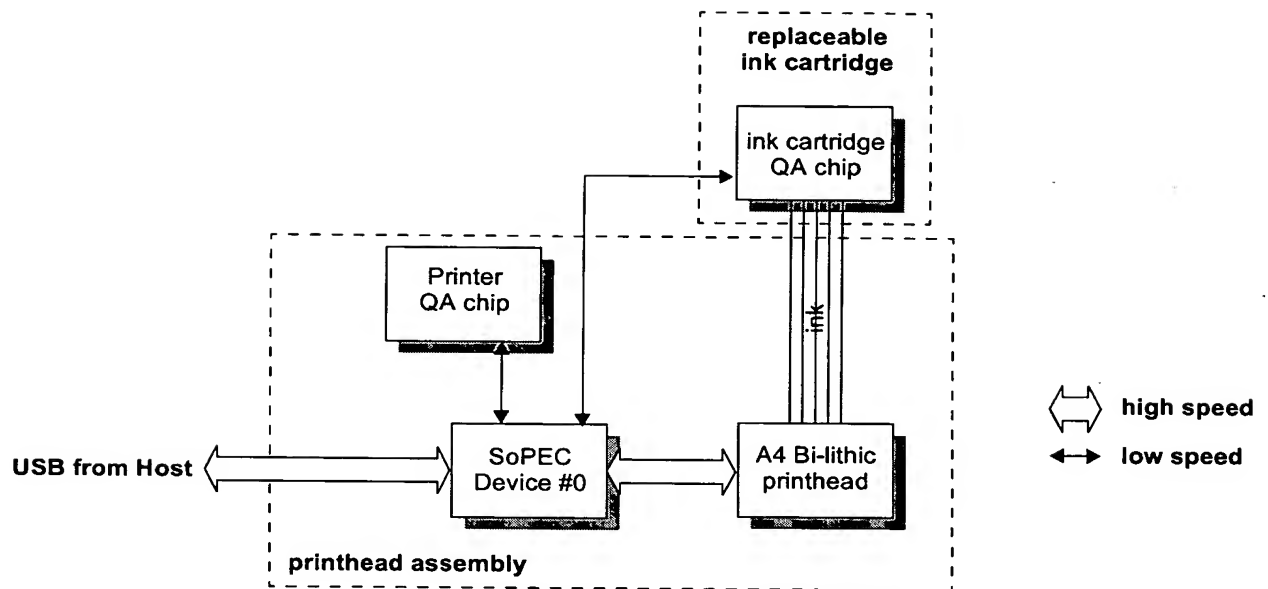 replaceable
ink cartridge
ink cartridge
QA chip
Printer
QA chip
ink
high speed
USB from Host
SoPEC
Device #0
A4 Bi-lithic
printhead
low speed
printhead assembly